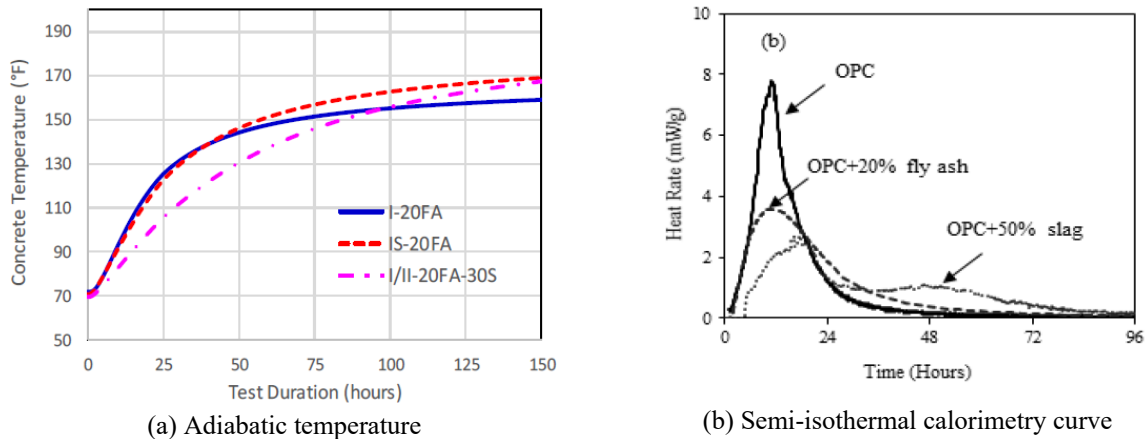 190
170
150
130
110
90
70
50
Concrete Temperature (°F)
I-20FA
IS-20FA
I/II-20FA-30S
0 25 50 75 100 125 150
Test Duration (hours)
(a) Adiabatic temperature
(b)
10
8
6
4
2
0
Heat Rate (mW/g)
OPC
OPC+20% fly ash
OPC+50% slag
0 24 48 72 96
Time (Hours)
(b) Semi-isothermal calorimetry curve